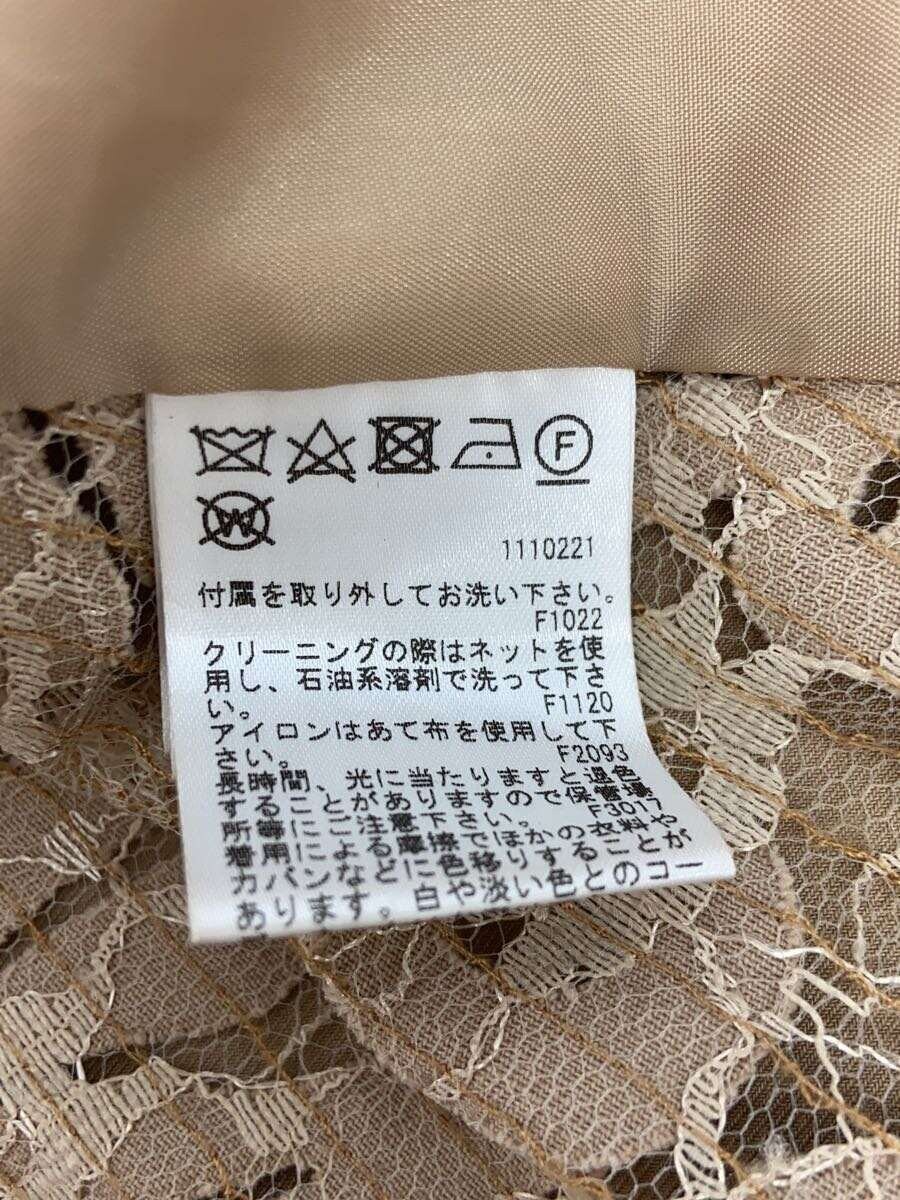 F
W
1110221
付属を取り外してお洗い下さい。
F1022
クリーニングの際はネットを使
用し、石油系溶剤で洗って下さ
い。
F1120
アイロンはあて布を使用して下
さい。
F2093
長時間、光に当たりますと退色
することがありますので保管場
所等にご注意下さい。
F3017
着用による摩擦でほかの衣料や
カバンなどに色移りすることが
あります。白や淡い色とのコー